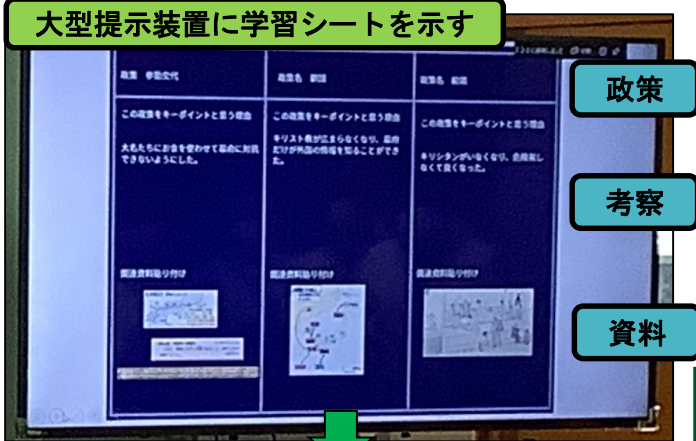 大型提示装置に学習シートを示す
政策 参勤交代
政策名 鎖国
政策名
この政策をキーポイントと思う理由
この政策をキーポイントと思う理由
この政策をキーポイントと思う理由
大名たちにお金を使わせて幕府に対抗
できないようにした。
キリスト教が広まらなくなり、幕府
だけが外国の情報を知ることができ
た。
キリシタンがいなくなり、危険視し
なくて良くなった。
関連資料貼り付け
関連資料貼り付け
関連資料貼り付け
政策
考察
資料